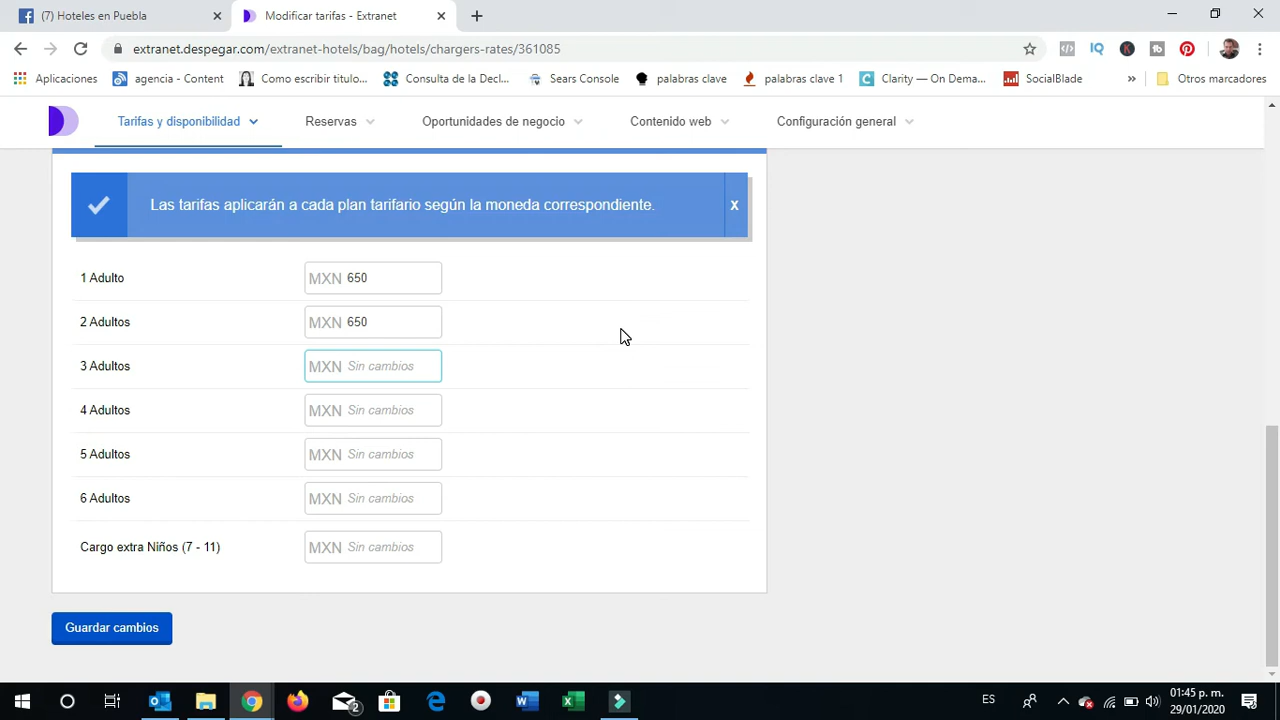 (7) Hoteles en Puebla
Modificar tarifas - Extranet
extranet.despegar.com/extranet-hotels/bag/hotels/chargers-rates/361085
Aplicaciones
agencia - Content
Como escribir titulo...
Consulta de la Decl...
Sears Console
palabras clave
palabras clave 1
Clarity — On Dema...
SocialBlade
»
Otros marcadores
Tarifas y disponibilidad
Reservas
Oportunidades de negocio
Contenido web
Configuración general
Las tarifas aplicarán a cada plan tarifario según la moneda correspondiente.
x
1 Adulto MXN 650
2 Adultos MXN 650
3 Adultos MXN Sin cambios
4 Adultos MXN Sin cambios
5 Adultos MXN Sin cambios
6 Adultos MXN Sin cambios
Cargo extra Niños (7 - 11) MXN Sin cambios
Guardar cambios
ES
01:45 p. m.
29/01/2020